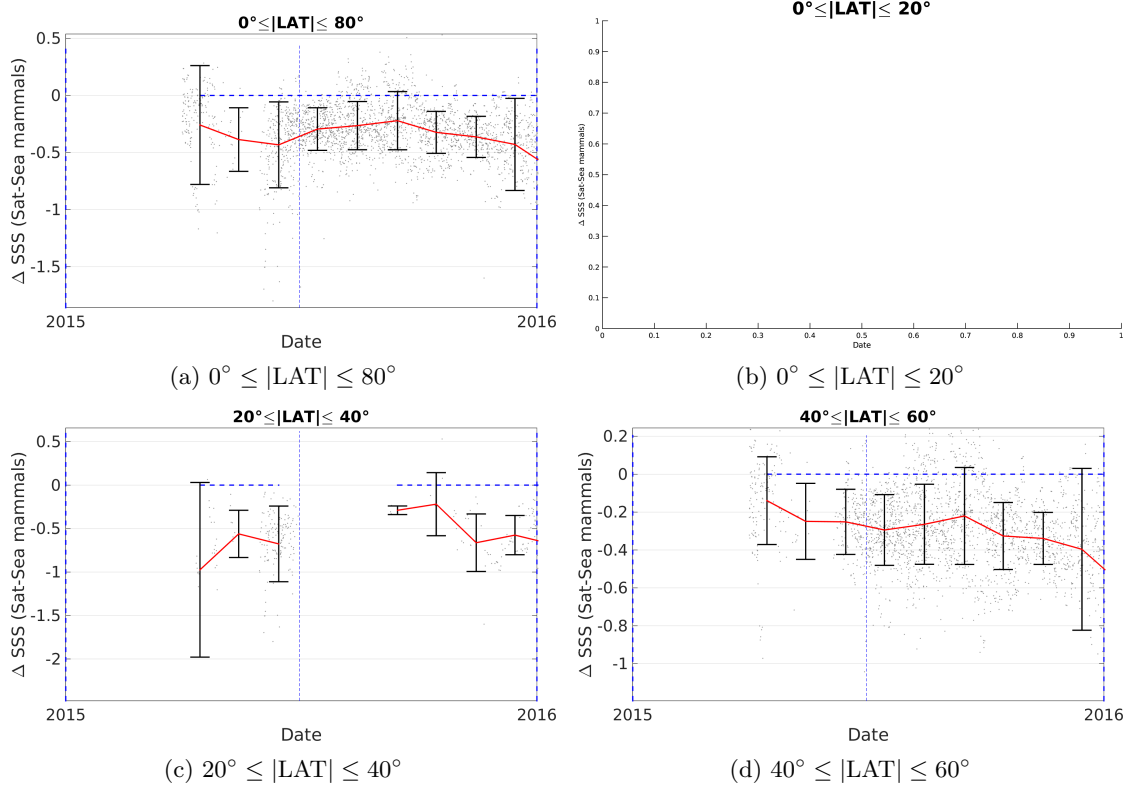 0°≤|LAT|≤ 80°
0.5
0
-0.5
-1
-1.5
Δ SSS (Sat-Sea mammals)
2015
2016
Date
(a) 0° ≤ |LAT| ≤ 80°
0°≤|LAT|≤ 20°
1
0.9
0.8
0.7
0.6
0.5
0.4
0.3
0.2
0.1
0
Δ SSS (Sat-Sea mammals)
0 0.1 0.2 0.3 0.4 0.5 0.6 0.7 0.8 0.9 1
Date
(b) 0° ≤ |LAT| ≤ 20°
20°≤|LAT|≤ 40°
0.5
0
-0.5
-1
-1.5
-2
Δ SSS (Sat-Sea mammals)
2015
2016
Date
(c) 20° ≤ |LAT| ≤ 40°
40°≤|LAT|≤ 60°
0.2
0
-0.2
-0.4
-0.6
-0.8
-1
Δ SSS (Sat-Sea mammals)
2015
2016
Date
(d) 40° ≤ |LAT| ≤ 60°